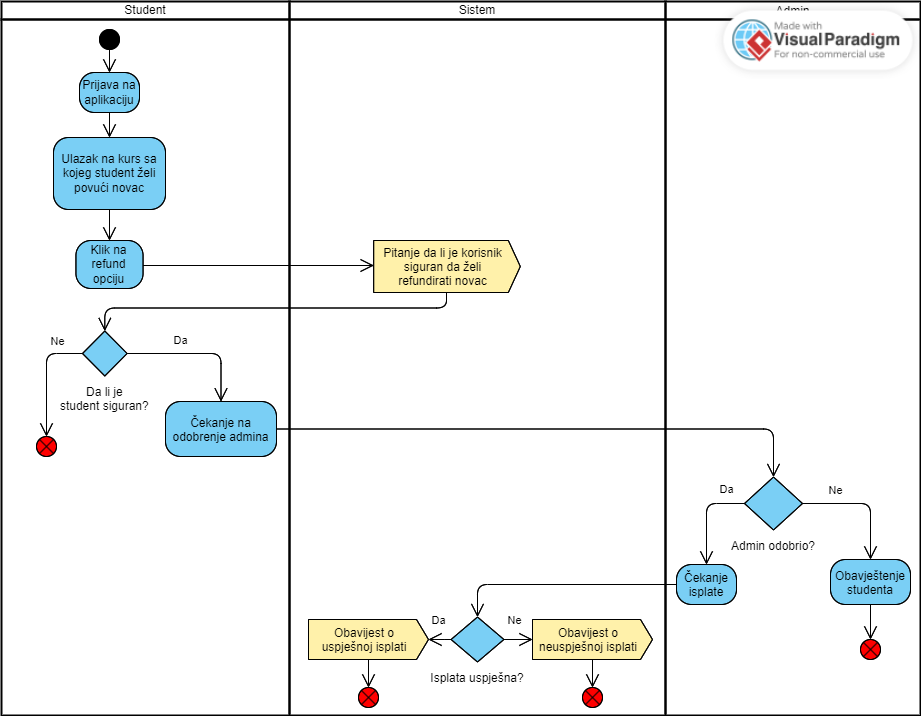 Student
Sistem
Admin
Made with
VisualParadigm
For non-commercial use
Prijava na
aplikaciju
Ulazak na kurs sa
kojeg student želi
povući novac
Klik na
refund
opciju
Pitanje da li je korisnik
siguran da želi
refundirati novac
Ne
Da
Da li je
student siguran?
Čekanje na
odobrenje admina
Da
Ne
Admin odobrio?
Čekanje
isplate
Obavještenje
studenta
Da
Ne
Obavijest o
uspješnoj isplati
Obavijest o
neuspješnoj isplati
Isplata uspješna?